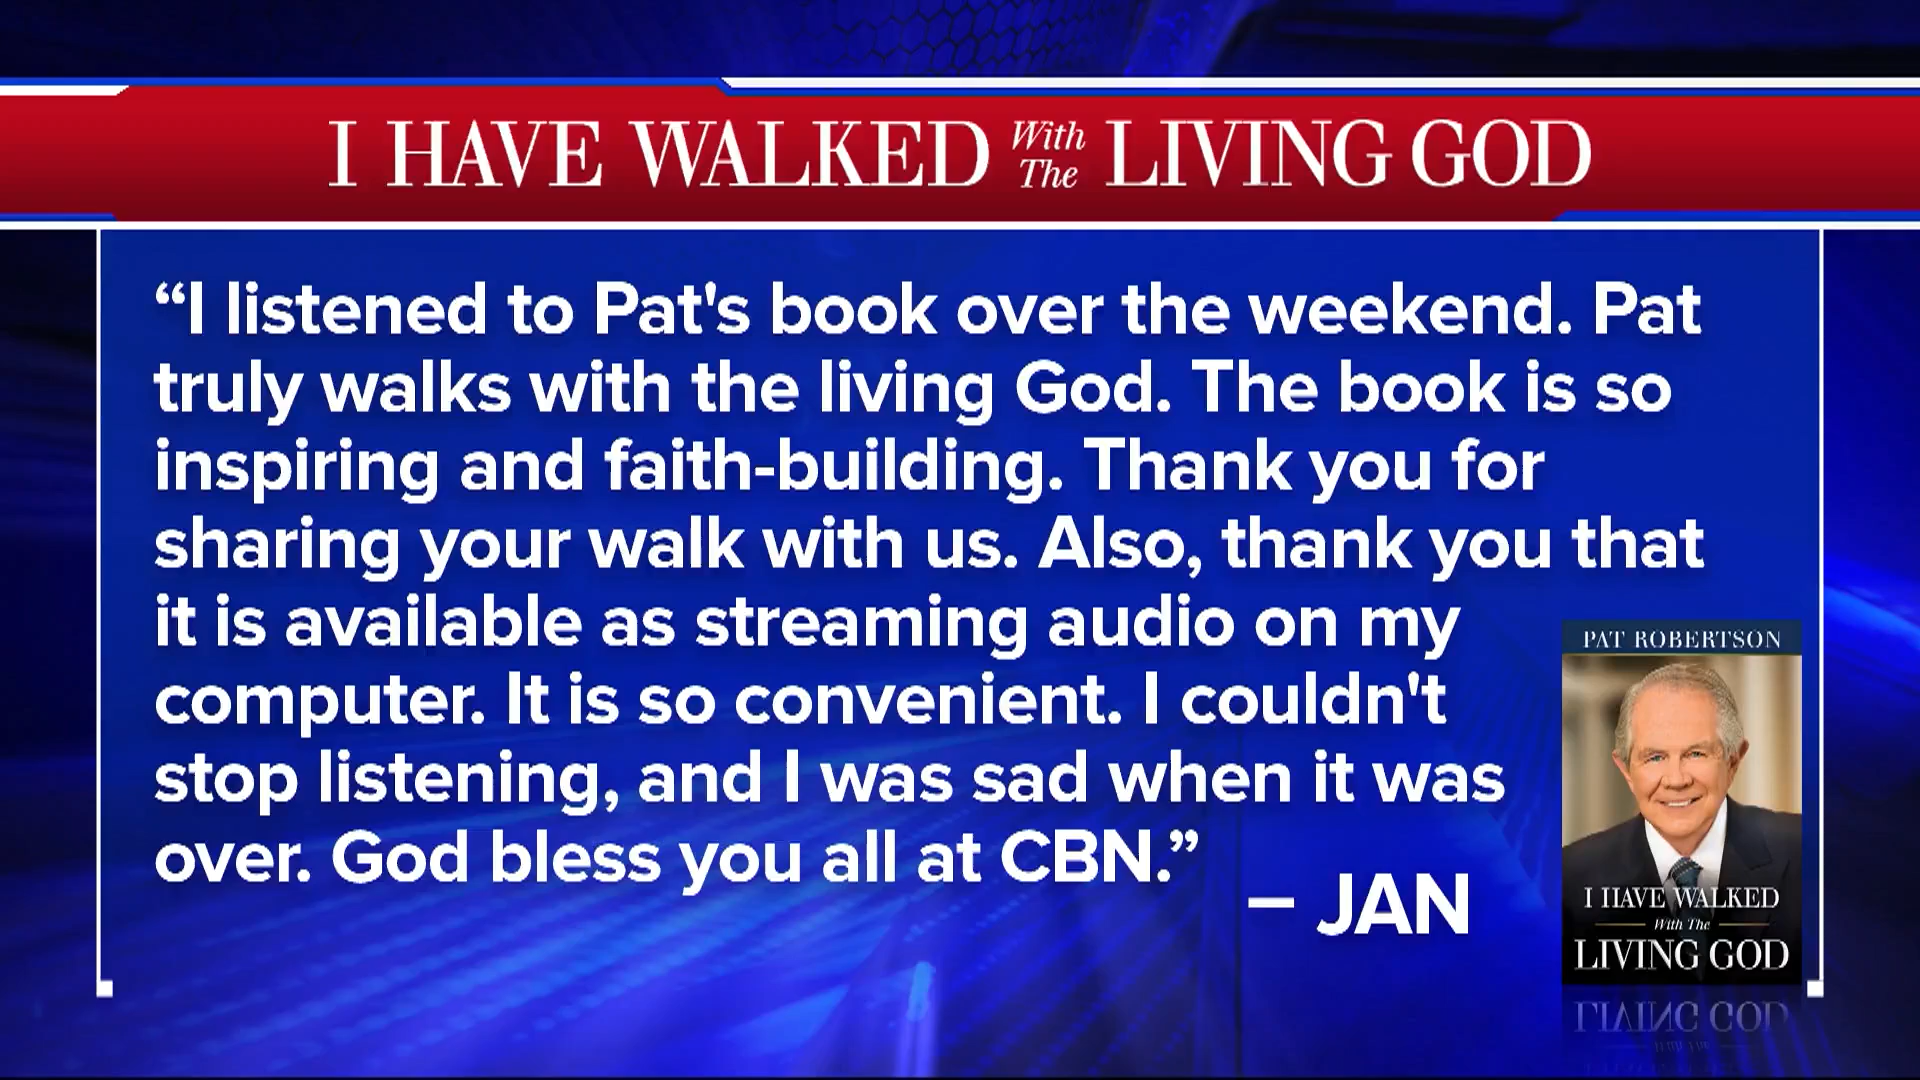 I HAVE WALKED With The LIVING GOD
“I listened to Pat's book over the weekend. Pat
truly walks with the living God. The book is so
inspiring and faith-building. Thank you for
sharing your walk with us. Also, thank you that
it is available as streaming audio on my
computer. It is so convenient. I couldn't
stop listening, and I was sad when it was
over. God bless you all at CBN.”
– JAN
PAT ROBERTSON
I HAVE WALKED
With The
LIVING GOD